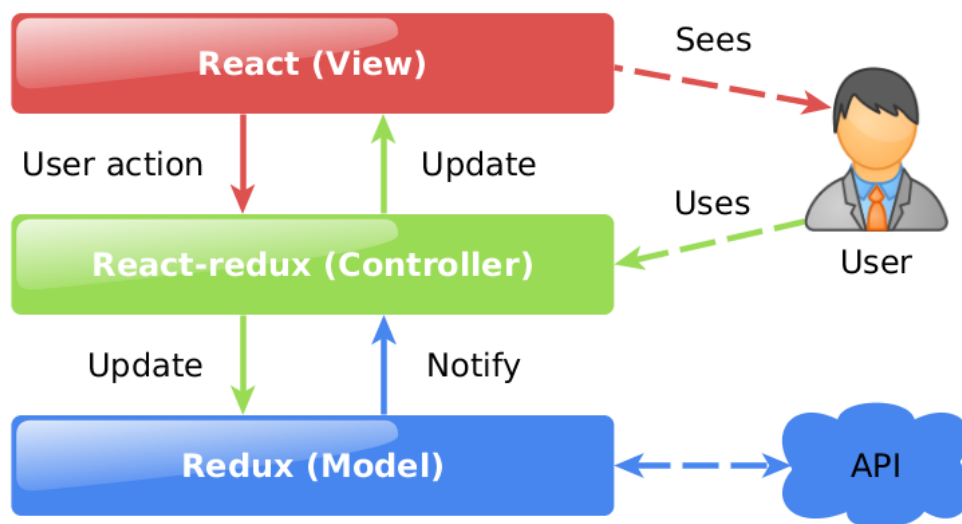 React (View)
Sees
User action
Update
Uses
React-redux (Controller)
User
Update
Notify
Redux (Model)
API